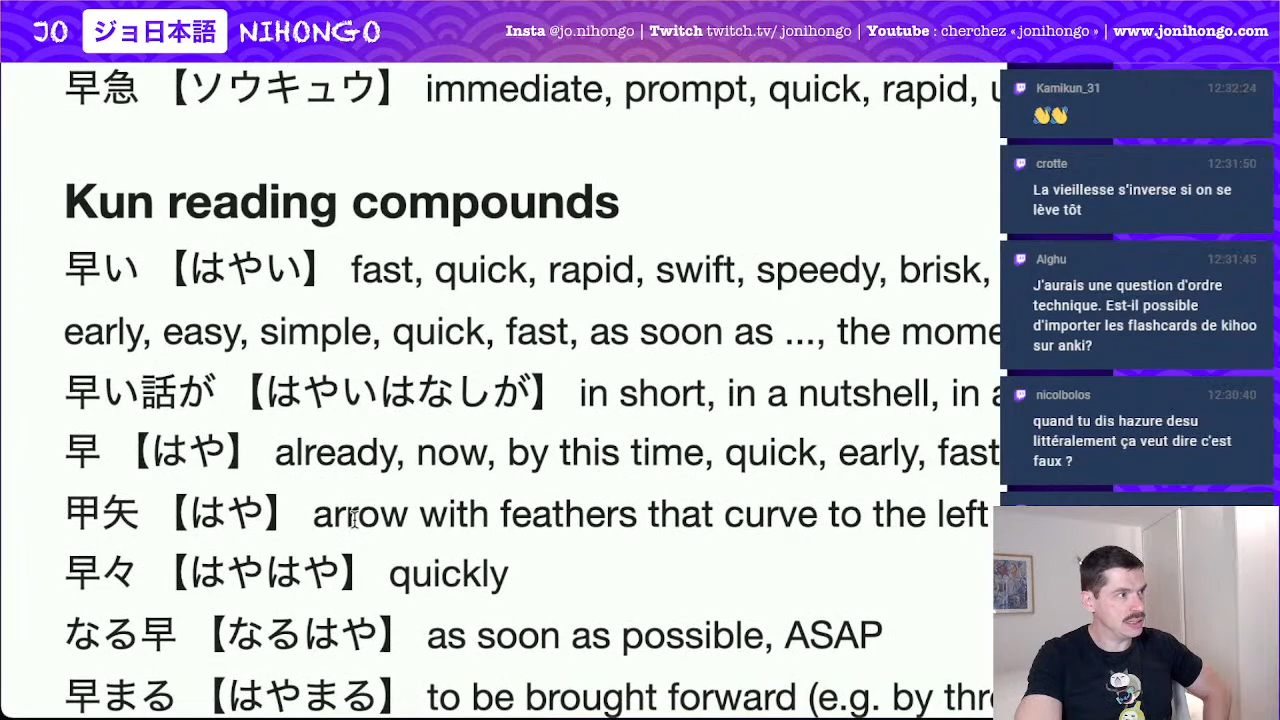 JO ジョ日本語 NIHONGO
Insta @jo.nihongo | Twitch twitch.tv/ jonihongo | Youtube : cherchez « jonihongo » | www.jonihongo.com
早急 【ソウキュウ】 immediate, prompt, quick, rapid,
Kun reading compounds
早い 【はやい】 fast, quick, rapid, swift, speedy, brisk,
early, easy, simple, quick, fast, as soon as ..., the mome
早い話が 【はやいはなしが】 in short, in a nutshell, in
早 【はや】 already, now, by this time, quick, early, fast
甲矢 【はや】 arrow with feathers that curve to the left
早々 【はやはや】 quickly
なる早 【なるはや】 as soon as possible, ASAP
早まる 【はやまる】 to be brought forward (e.g. by thr
Kamikun_31 12:32:24
👏👏
crotte 12:31:50
La vieillesse s'inverse si on se
lève tôt
Alghu 12:31:45
J'aurais une question d'ordre
technique. Est-il possible
d'importer les flashcards de kihoo
sur anki?
nicolbolos 12:30:40
quand tu dis hazure desu
littéralement ça veut dire c'est
faux ?